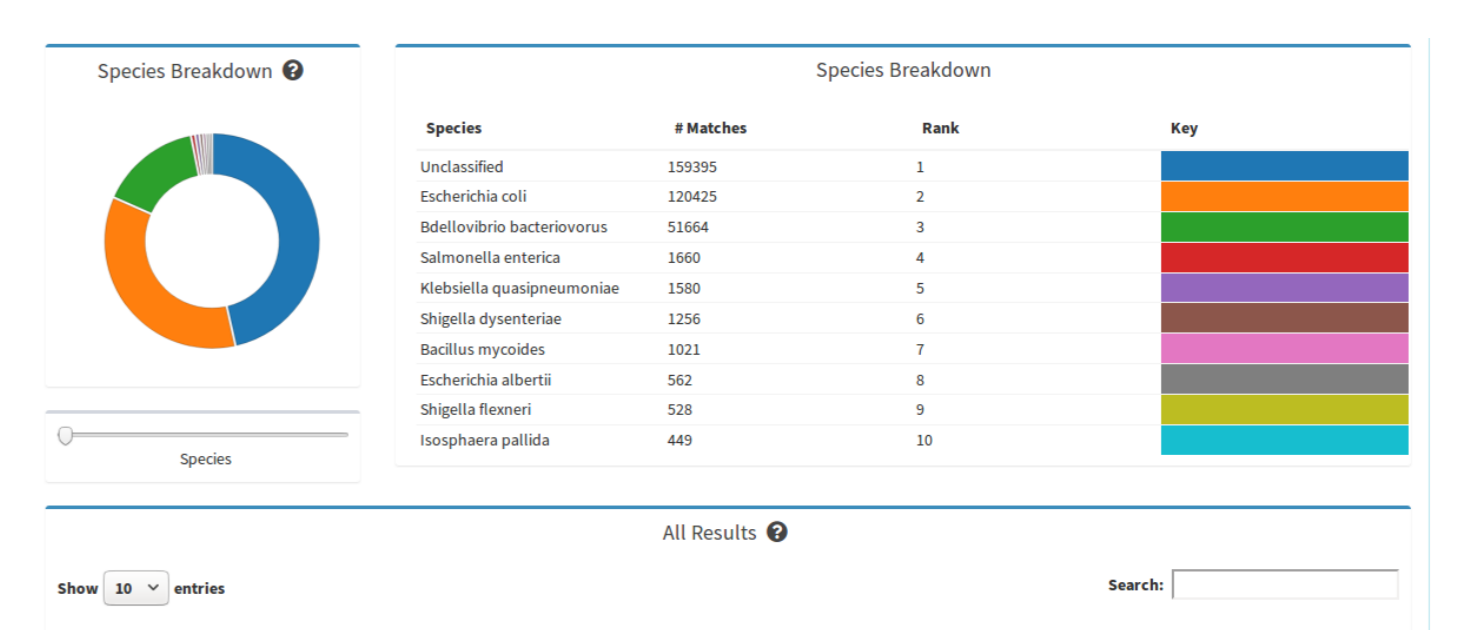 Species Breakdown ?
Species Breakdown
Species # Matches Rank Key
Unclassified 159395 1
Escherichia coli 120425 2
Bdellovibrio bacteriovorus 51664 3
Salmonella enterica 1660 4
Klebsiella quasipneumoniae 1580 5
Shigella dysenteriae 1256 6
Bacillus mycoides 1021 7
Escherichia albertii 562 8
Shigella flexneri 528 9
Isosphaera pallida 449 10
Species
All Results ?
Show 10 entries
Search: